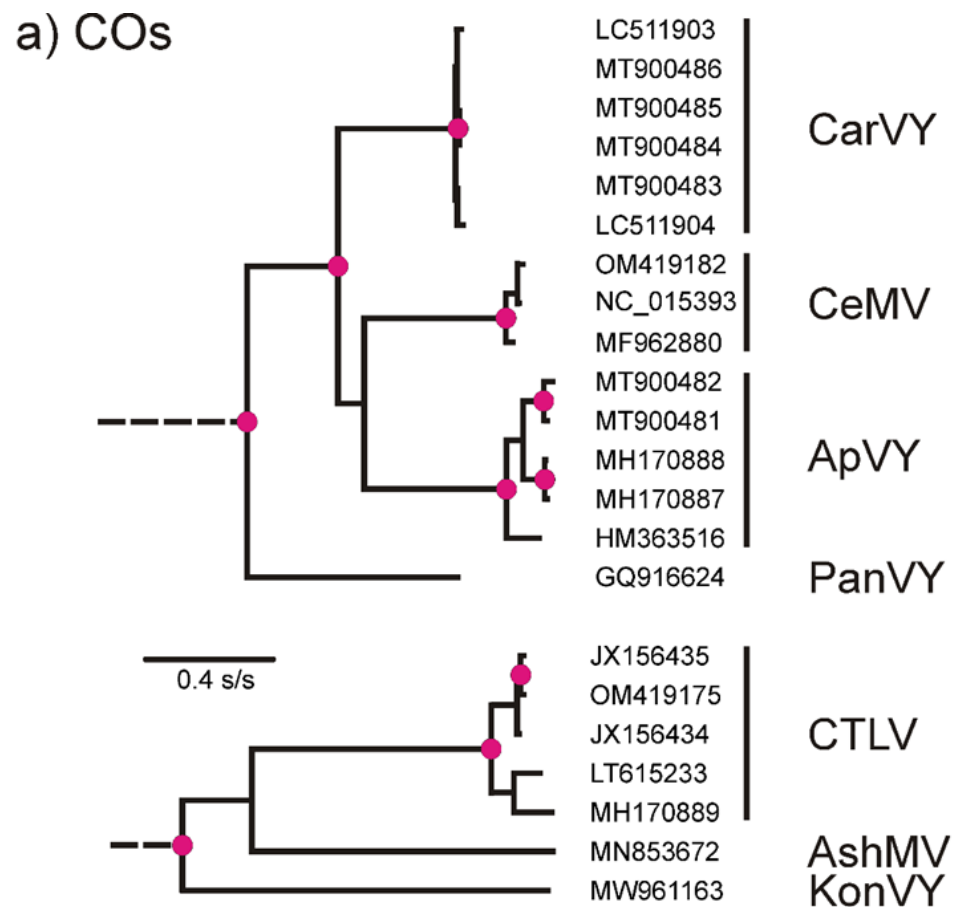 a) COs
LC511903
MT900486
MT900485
MT900484
MT900483
LC511904
CarVY
OM419182
NC_015393
MF962880
CeMV
MT900482
MT900481
MH170888
MH170887
HM363516
ApVY
GQ916624
PanVY
0.4 s/s
JX156435
OM419175
JX156434
LT615233
MH170889
CTLV
MN853672
AshMV
MW961163
KonVY